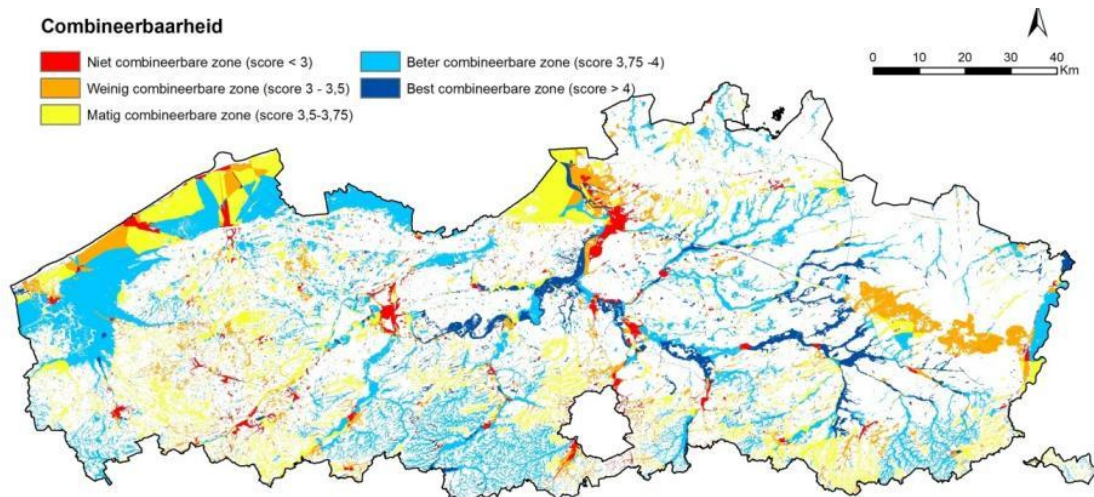 Combineerbaarheid
Niet combineerbare zone (score < 3)
Weinig combineerbare zone (score 3 - 3,5)
Matig combineerbare zone (score 3,5-3,75)
Beter combineerbare zone (score 3,75 -4)
Best combineerbare zone (score > 4)
0 10 20 30 40
Km